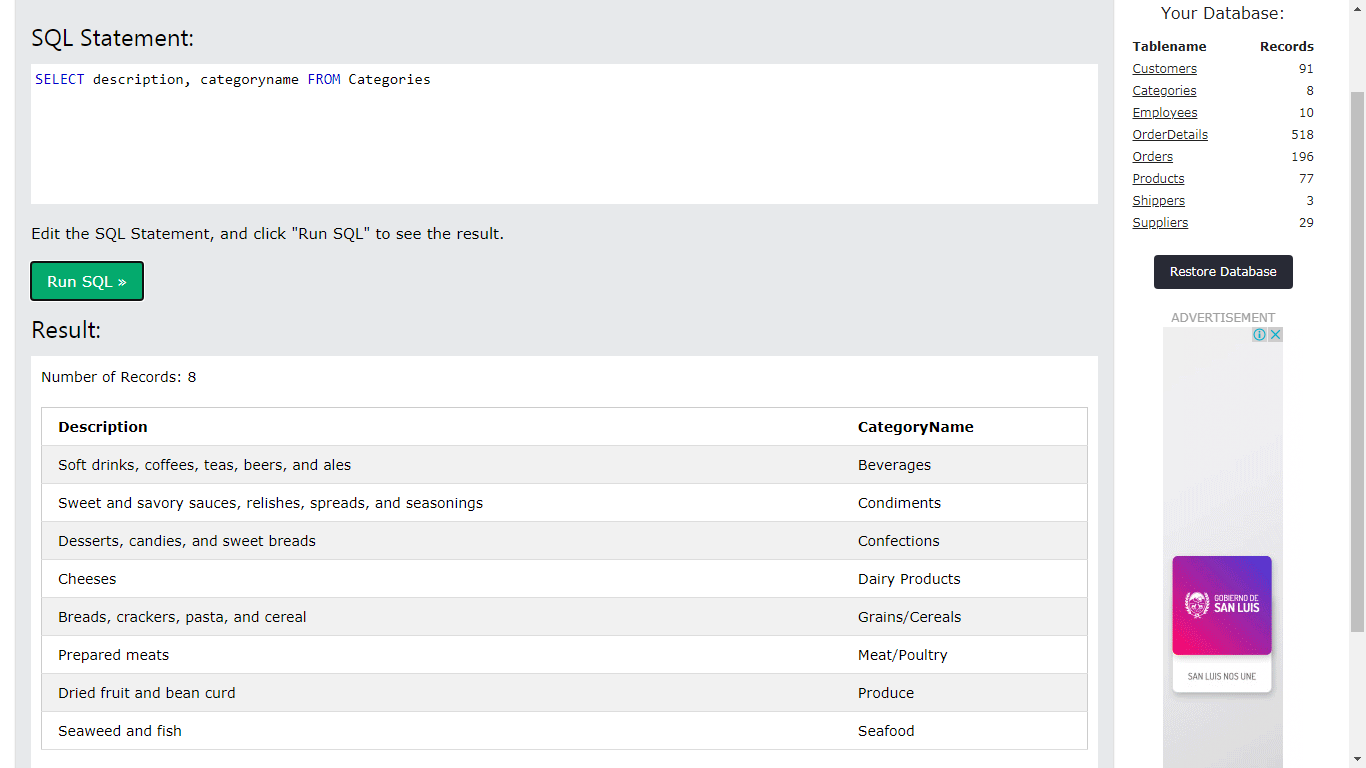 SQL Statement:
SELECT description, categoryname FROM Categories
Edit the SQL Statement, and click "Run SQL" to see the result.
Run SQL »
Result:
Number of Records: 8
Description CategoryName
Soft drinks, coffees, teas, beers, and ales Beverages
Sweet and savory sauces, relishes, spreads, and seasonings Condiments
Desserts, candies, and sweet breads Confections
Cheeses Dairy Products
Breads, crackers, pasta, and cereal Grains/Cereals
Prepared meats Meat/Poultry
Dried fruit and bean curd Produce
Seaweed and fish Seafood
Your Database:
Tablename Records
Customers 91
Categories 8
Employees 10
OrderDetails 518
Orders 196
Products 77
Shippers 3
Suppliers 29
Restore Database
ADVERTISEMENT
GOBIERNO DE
SAN LUIS
SAN LUIS NOS UNE